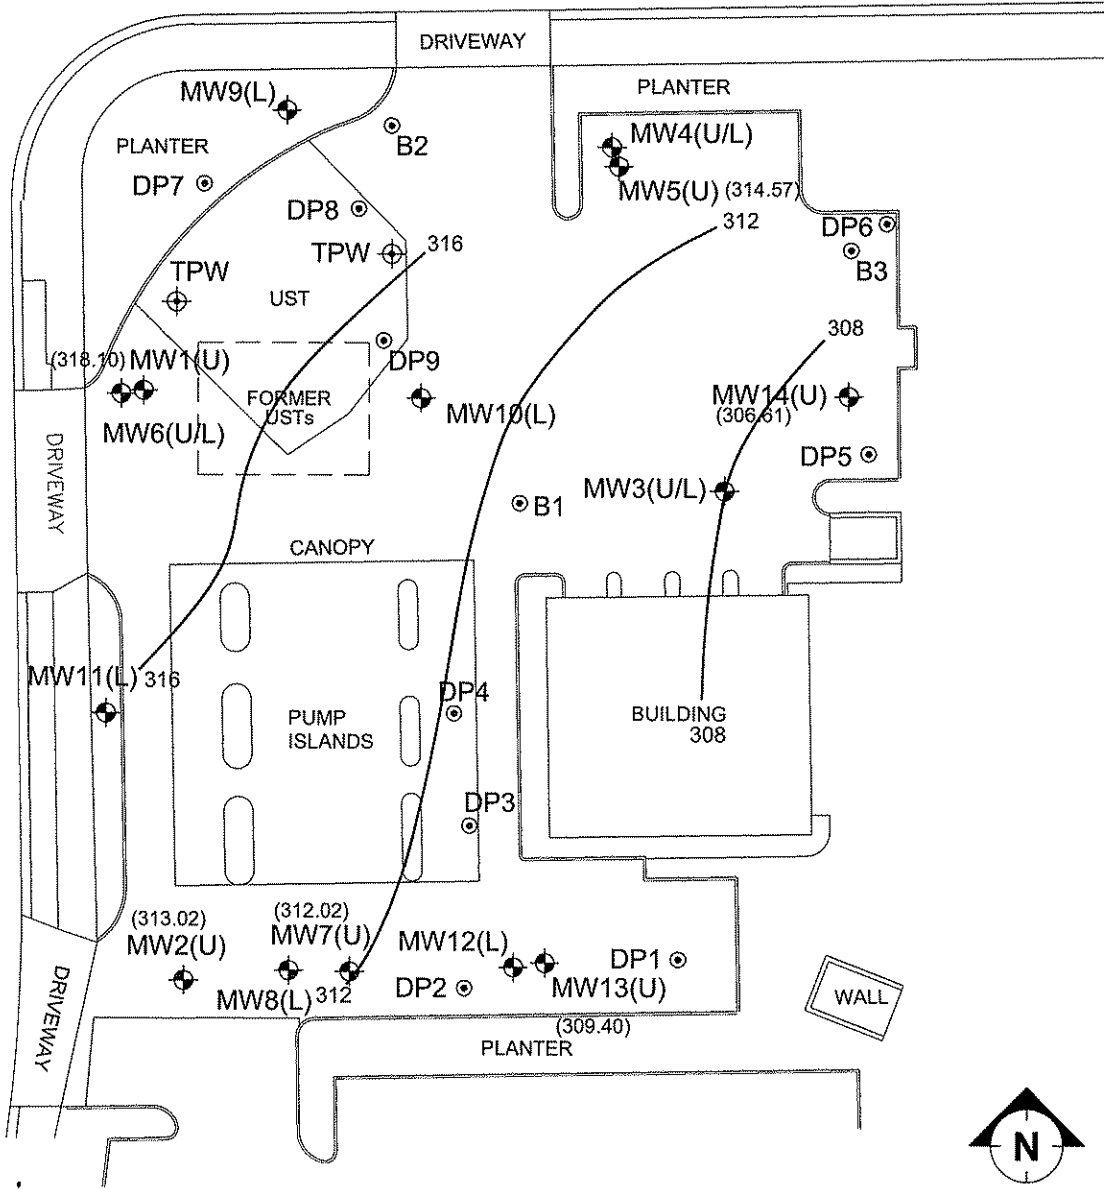 DRIVEWAY
PLANTER
MW9(L)
B2
MW4(U/L)
PLANTER
DP7
MW5(U) (314.57)
DP8
312
DP6
TPW
316
B3
TPW
UST
308
(318.10) MW1(U)
DP9
FORMER
USTs
MW10(L)
MW14(U)
(306.61)
MW6(U/L)
DP5
DRIVEWAY
MW3(U/L)
B1
CANOPY
MW11(L) 316
DP4
PUMP
ISLANDS
BUILDING
308
DP3
(313.02)
MW2(U)
(312.02)
MW7(U)
MW12(L)
DP1
MW8(L) 312
DP2
MW13(U)
WALL
DRIVEWAY
(309.40)
PLANTER
N